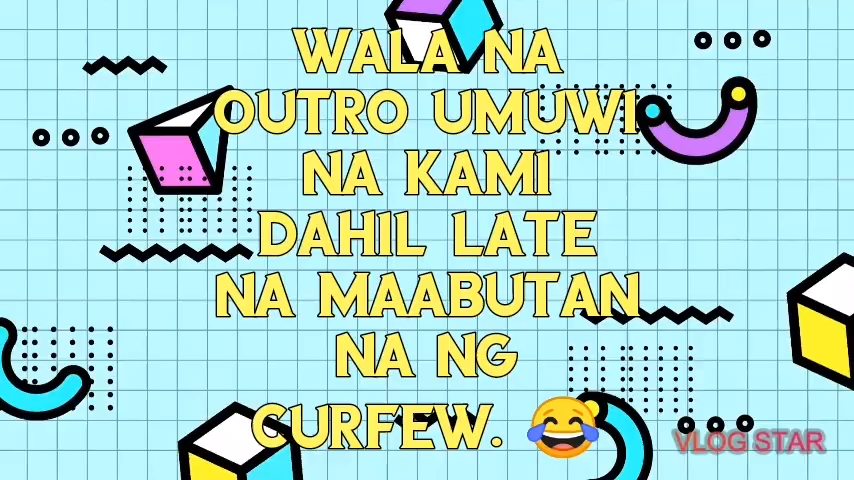 WALA NA
OUTRO UMUWI
NA KAMI
DAHIL LATE
NA MAABUTAN
NA NG
CURFEW. 😂
VLOG STAR